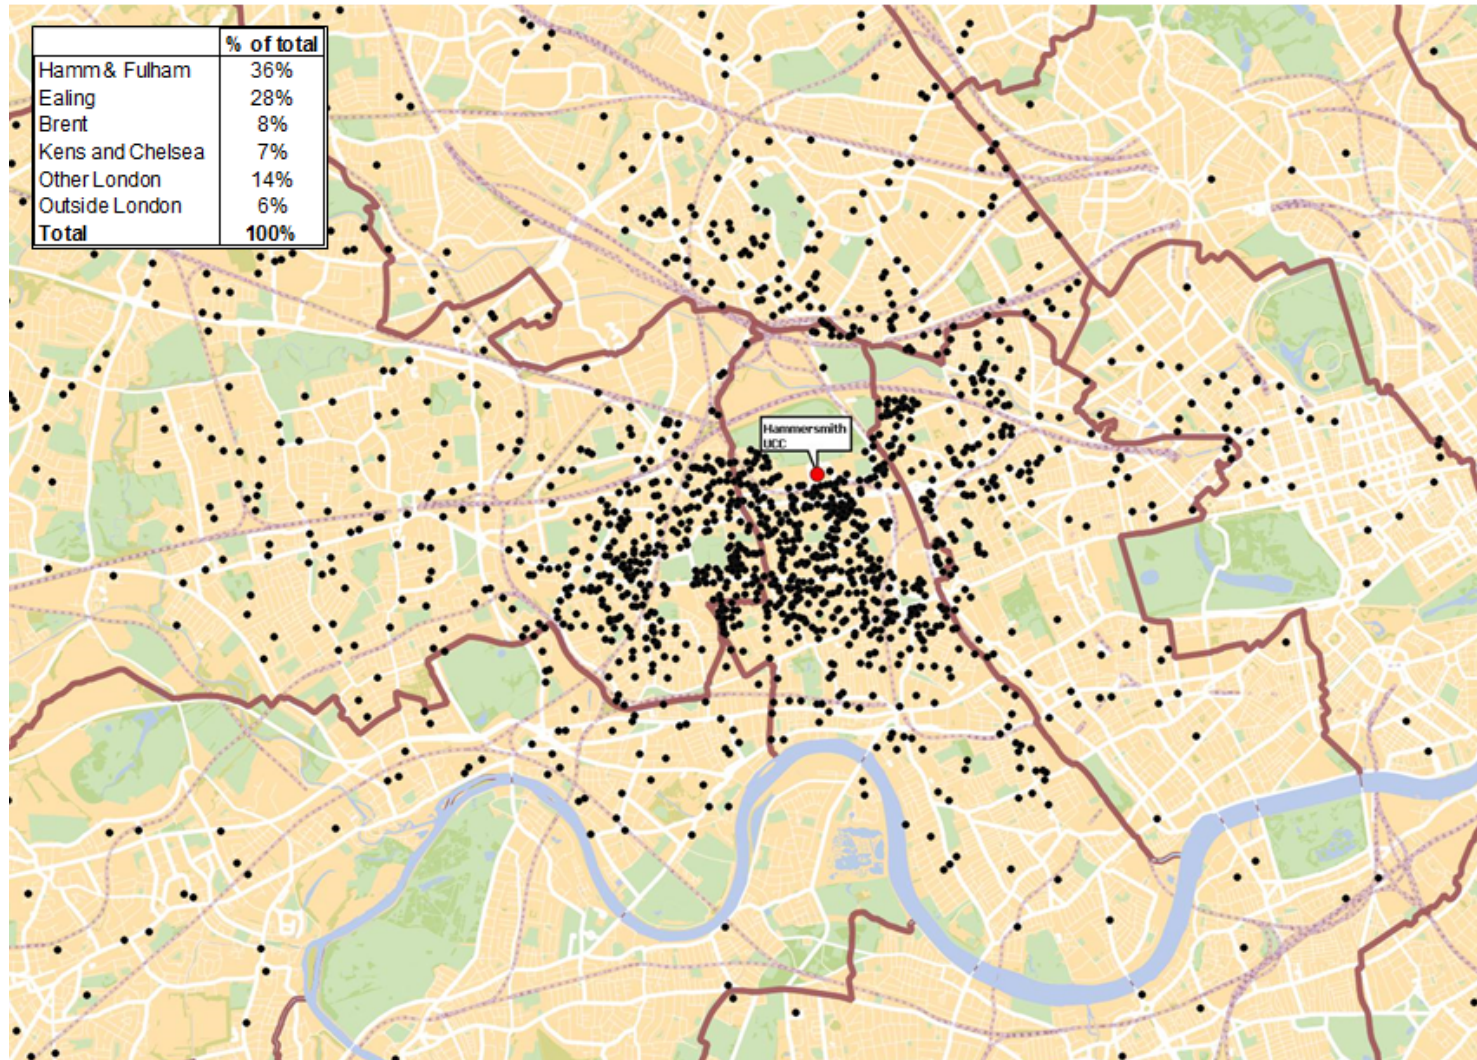 % of total
Hamm & Fulham 36%
Ealing 28%
Brent 8%
Kens and Chelsea 7%
Other London 14%
Outside London 6%
Total 100%
Hammersmith
UCC